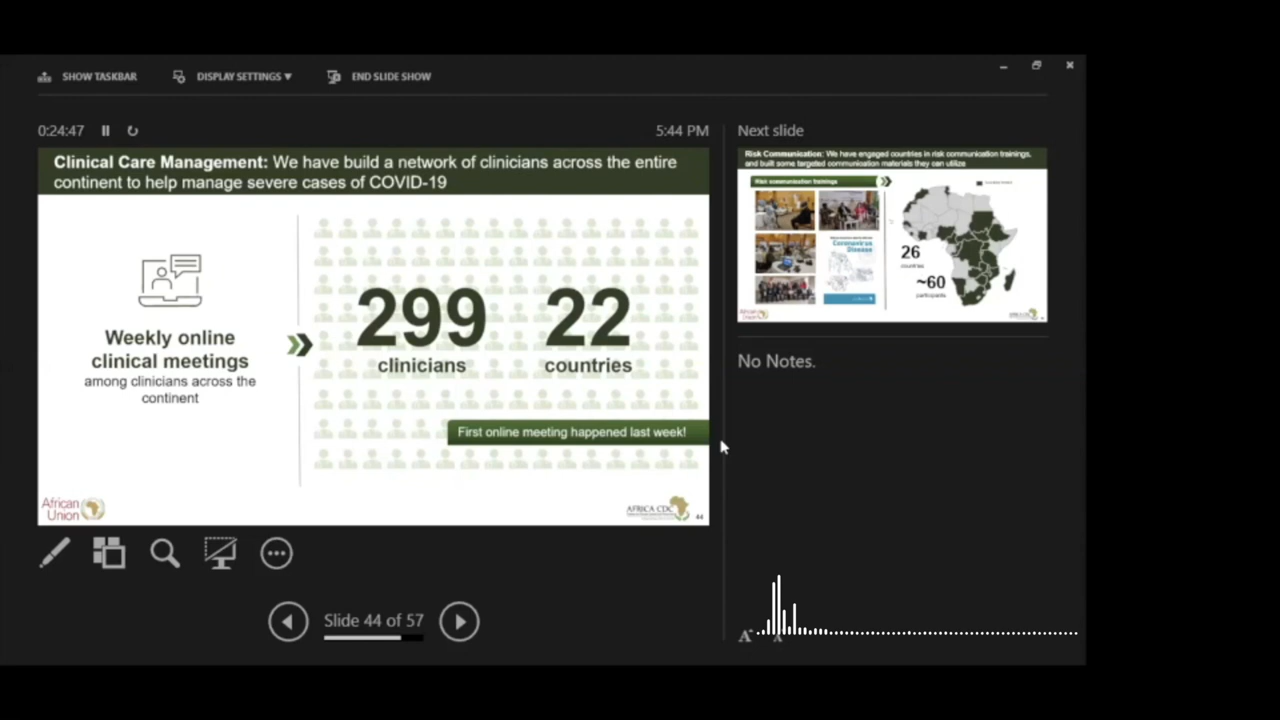 SHOW TASKBAR
DISPLAY SETTINGS ▼
END SLIDE SHOW
0:24:47
5:44 PM
Next slide
Clinical Care Management: We have build a network of clinicians across the entire
continent to help manage severe cases of COVID-19
Weekly online
clinical meetings
among clinicians across the
continent
299
clinicians
22
countries
First online meeting happened last week!
African
Union
AFRICA CDC
44
Risk Communication: We have engaged countries in risk communication trainings,
and built some targeted communication materials they can utilize
Risk communication trainings
Coronavirus
Disease
26
countries
~60
participants
African
Union
AFRICA CDC
No Notes.
Slide 44 of 57
A
A